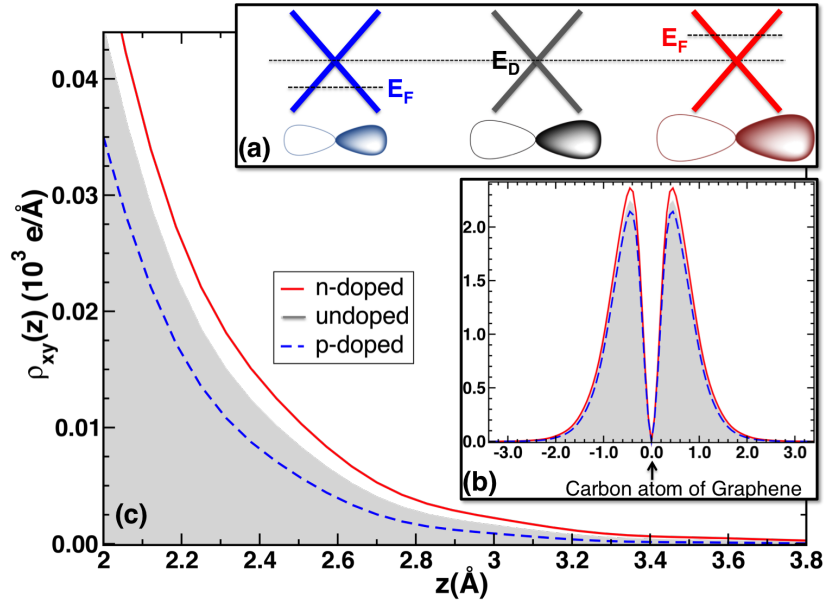 E_F
E_D
E_F
(a)
0.04
0.03
0.02
0.01
0.00
ρ_xy(z) (10³ e/Å)
n-doped
undoped
p-doped
2.0
1.5
1.0
0.5
0.0
-3.0 -2.0 -1.0 0.0 1.0 2.0 3.0
(b)
Carbon atom of Graphene
(c)
2 2.2 2.4 2.6 2.8 3 3.2 3.4 3.6 3.8
z(Å)